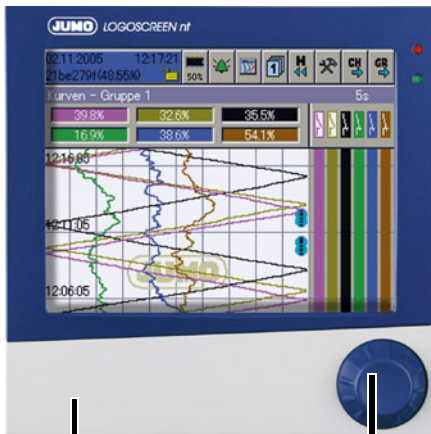 JUMO LOGOSCREEN nt
02.11.2005 12:17:21
21be279f(48.55%)
50%
1
H
CH
GR
Kurven - Gruppe 1 5s
39.8% 32.6% 35.5%
16.9% 38.6% 54.1%
12:16:05
12:11:05
JUMO
12:06:05